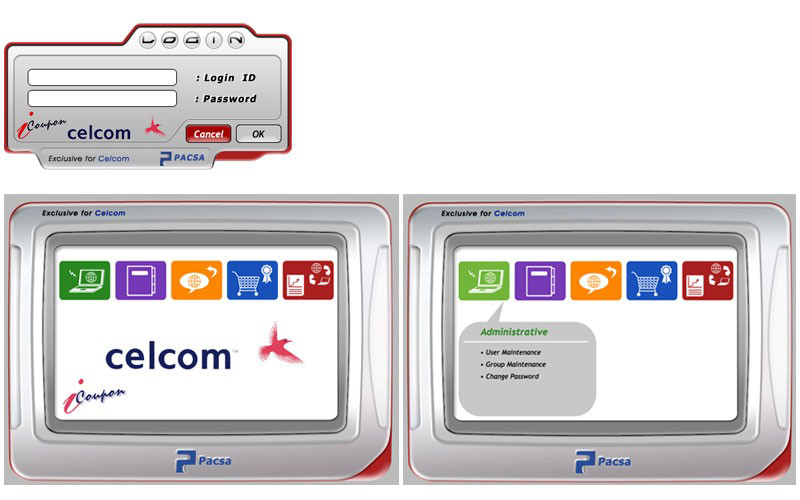 LOGIN
: Login ID
: Password
iCoupon
celcom
Cancel
OK
Exclusive for Celcom
PACSA
Exclusive for Celcom
celcom™
iCoupon
Pacsa
Exclusive for Celcom
Administrative
• User Maintenance
• Group Maintenance
• Change Password
Pacsa